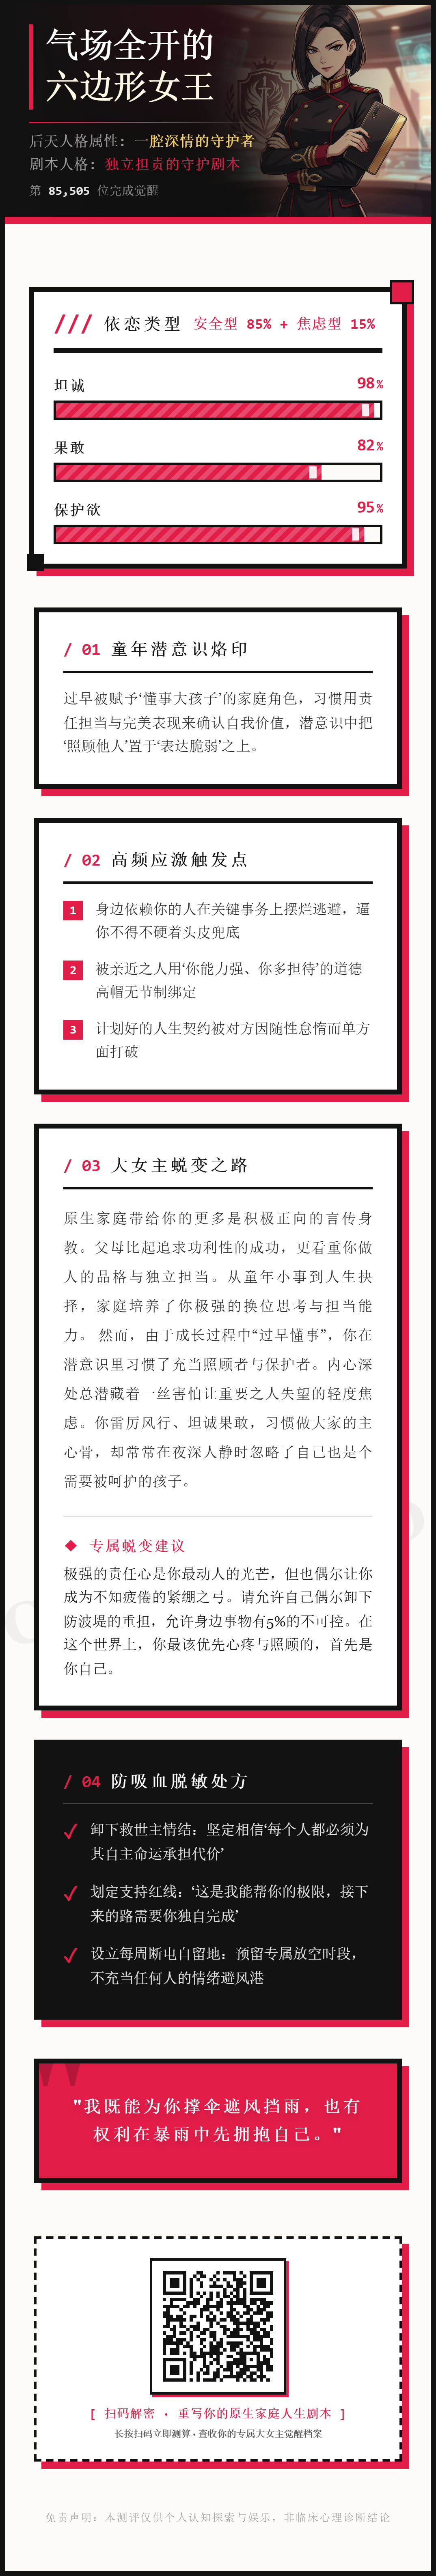 气场全开的
六边形女王
后天人格属性：一腔深情的守护者
剧本人格：独立担责的守护剧本
第 85,505 位完成觉醒
/// 依恋类型 安全型 85% + 焦虑型 15%
坦诚 98%
果敢 82%
保护欲 95%
/ 01 童年潜意识烙印
过早被赋予‘懂事大孩子’的家庭角色，习惯用责
任担当与完美表现来确认自我价值，潜意识中把
‘照顾他人’置于‘表达脆弱’之上。
/ 02 高频应激触发点
1 身边依赖你的人在关键事务上摆烂逃避，逼
你不得不硬着头皮兜底
2 被亲近之人用‘你能力强、你多担待’的道德
高帽无节制绑定
3 计划好的人生契约被对方因随性怠惰而单方
面打破
/ 03 大女主蜕变之路
原生家庭带给你的更多是积极正向的言传身
教。父母比起追求功利性的成功，更看重你做
人的品格与独立担当。从童年小事到人生抉
择，家庭培养了你极强的换位思考与担当能
力。 然而，由于成长过程中“过早懂事”，你在
潜意识里习惯了充当照顾者与保护者。内心深
处总潜藏着一丝害怕让重要之人失望的轻度焦
虑。你雷厉风行、坦诚果敢，习惯做大家的主
心骨，却常常在夜深人静时忽略了自己也是个
需要被呵护的孩子。
◆ 专属蜕变建议
极强的责任心是你最动人的光芒，但也偶尔让你
成为不知疲倦的紧绷之弓。请允许自己偶尔卸下
防波堤的重担，允许身边事物有5%的不可控。在
这个世界上，你最该优先心疼与照顾的，首先是
你自己。
/ 04 防吸血脱敏处方
✓ 卸下救世主情结：坚定相信‘每个人都必须为
其自主命运承担代价’
✓ 划定支持红线：‘这是我能帮你的极限，接下
来的路需要你独自完成’
✓ 设立每周断电自留地：预留专属放空时段，
不充当任何人的情绪避风港
"我既能为你撑伞遮风挡雨，也有
权利在暴雨中先拥抱自己。"
[ 扫码解密 · 重写你的原生家庭人生剧本 ]
长按扫码立即测算 · 查收你的专属大女主觉醒档案
免责声明：本测评仅供个人认知探索与娱乐，非临床心理诊断结论